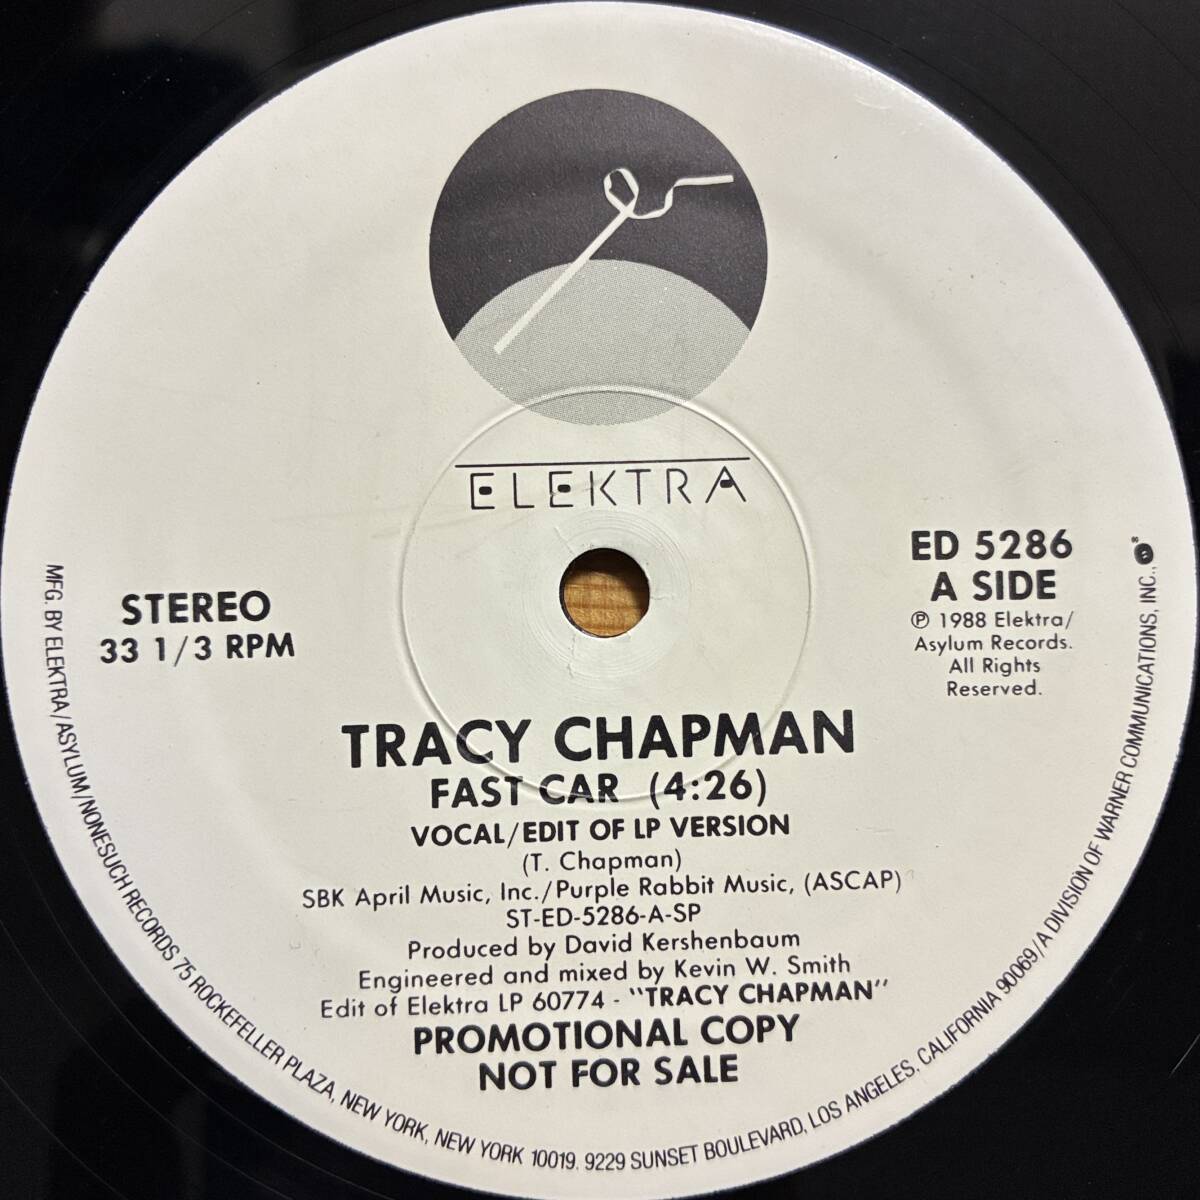 ELEKTRA
STEREO
33 1/3 RPM
ED 5286
A SIDE
℗ 1988 Elektra/
Asylum Records.
All Rights
Reserved.
TRACY CHAPMAN
FAST CAR (4:26)
VOCAL/EDIT OF LP VERSION
(T. Chapman)
SBK April Music, Inc./Purple Rabbit Music, (ASCAP)
ST-ED-5286-A-SP
Produced by David Kershenbaum
Engineered and mixed by Kevin W. Smith
Edit of Elektra LP 60774 - "TRACY CHAPMAN"
PROMOTIONAL COPY
NOT FOR SALE
MFG. BY ELEKTRA/ASYLUM/NONESUCH RECORDS 75 ROCKEFELLER PLAZA, NEW YORK, NEW YORK 10019. 9229 SUNSET BOULEVARD, LOS ANGELES, CALIFORNIA 90069/A DIVISION OF WARNER COMMUNICATIONS, INC.,